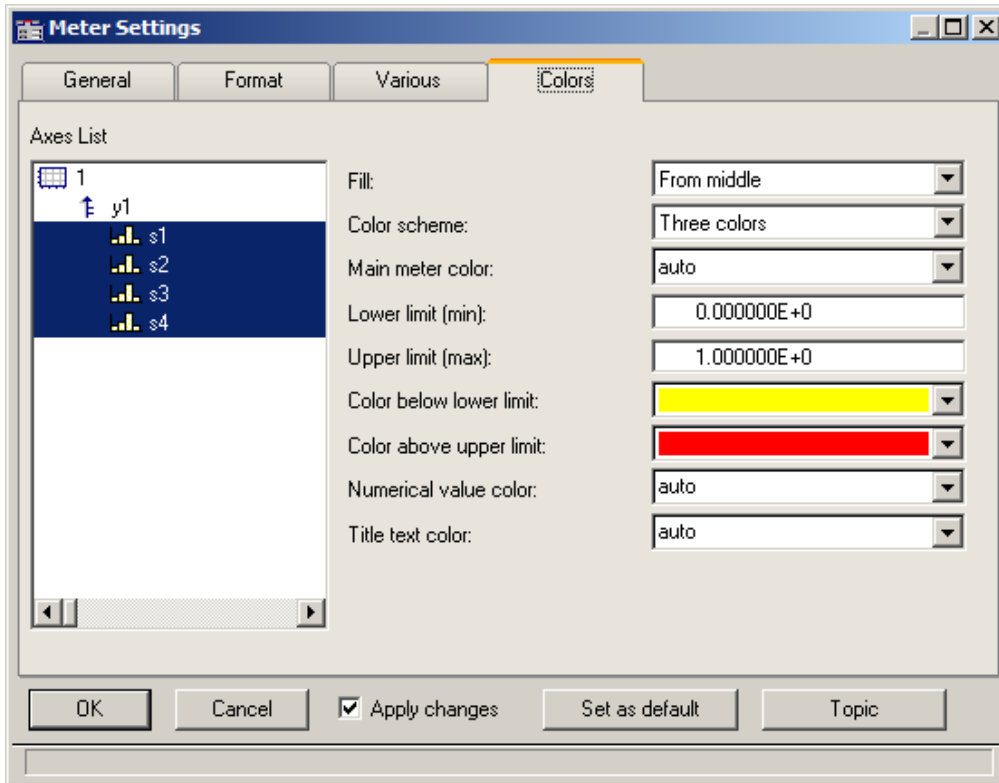 Meter Settings
General Format Various Colors
Axes List
1
y1
s1
s2
s3
s4
Fill: From middle
Color scheme: Three colors
Main meter color: auto
Lower limit (min): 0.000000E+0
Upper limit (max): 1.000000E+0
Color below lower limit:
Color above upper limit:
Numerical value color: auto
Title text color: auto
OK Cancel Apply changes Set as default Topic